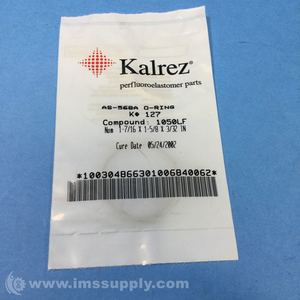 Kalrez®
perfluoroelastomer parts
AS-568A O-RING
K# 127
Compound: 1050LF
Nom 1-7/16 X 1-5/8 X 3/32 IN
Cure Date 05/24/2002
*100304866301006840062*
© www.imssupply.com